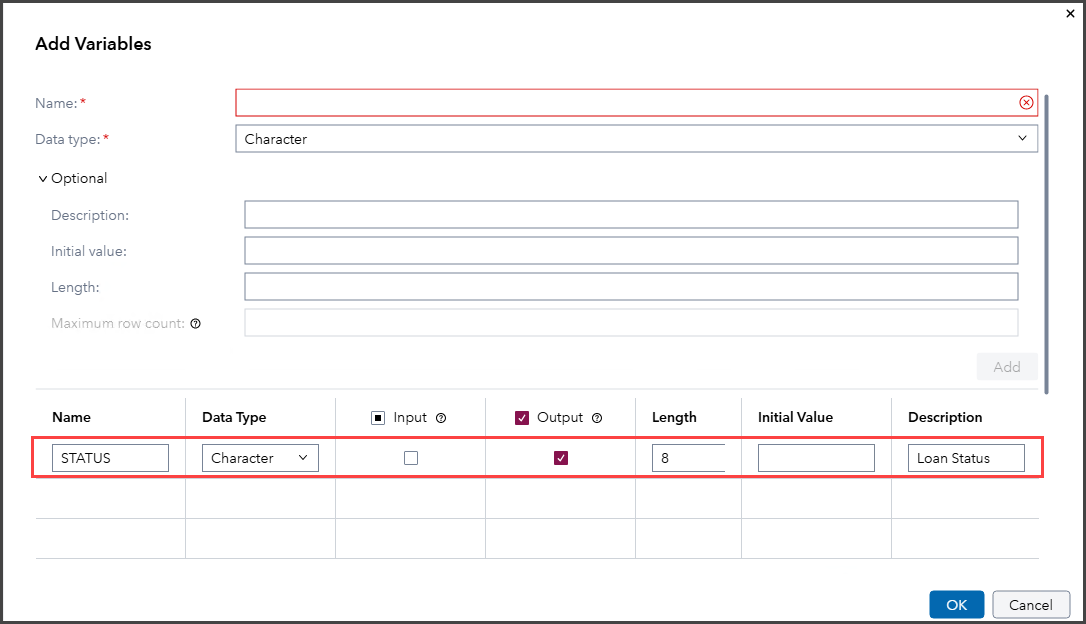 Add Variables
Name:*
Data type:* Character
Optional
Description:
Initial value:
Length:
Maximum row count:
Add
Name Data Type Input Output Length Initial Value Description
STATUS Character 8 Loan Status
OK Cancel